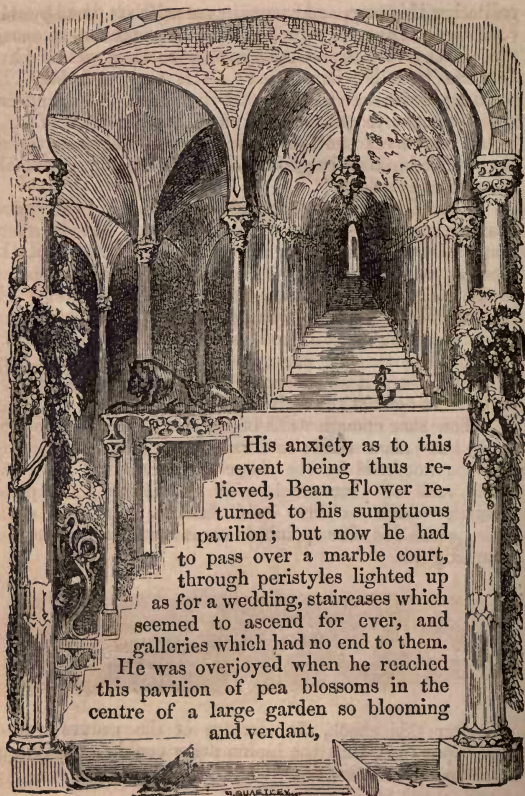 His anxiety as to this
event being thus re-
lieved, Bean Flower re-
turned to his sumptuous
pavilion; but now he had
to pass over a marble court,
through peristyles lighted up
as for a wedding, staircases which
seemed to ascend for ever, and
galleries which had no end to them.
He was overjoyed when he reached
this pavilion of pea blossoms in the
centre of a large garden so blooming
and verdant,
QUARTLEY